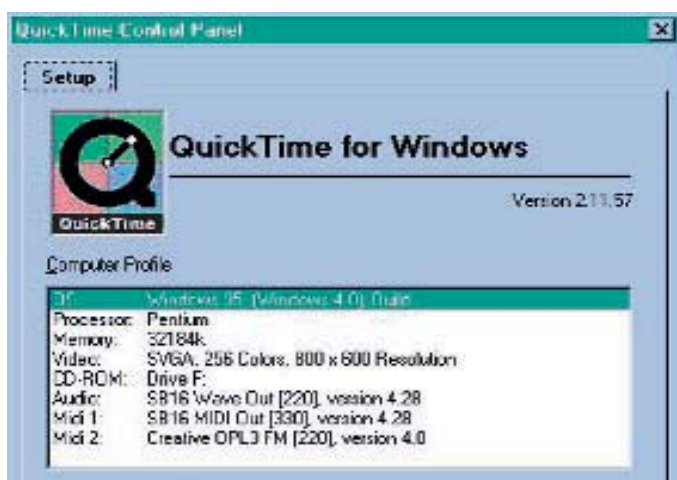 QuickTime Control Panel
Setup
QuickTime for Windows
Version 2.11.57
QuickTime
Computer Profile
OS: Windows 95 (Windows 4.0), Build
Processor: Pentium
Memory: 32184k
Video: SVGA, 256 Colors, 800 x 600 Resolution
CD-ROM: Drive F:
Audio: SB16 Wave Out [220], version 4.28
Midi 1: SB16 MIDI Out [330], version 4.28
Midi 2: Creative OPL3 FM [220], version 4.0